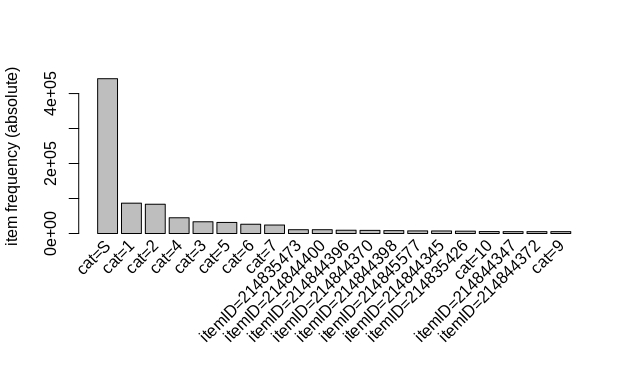 item frequency (absolute)
4e+05
2e+05
0e+00
cat=S
cat=1
cat=2
cat=4
cat=3
cat=5
cat=6
cat=7
itemID=214835473
itemID=214844400
itemID=214844396
itemID=214844370
itemID=214844398
itemID=214845577
itemID=214844345
itemID=214835426
cat=10
itemID=214844347
itemID=214844372
cat=9